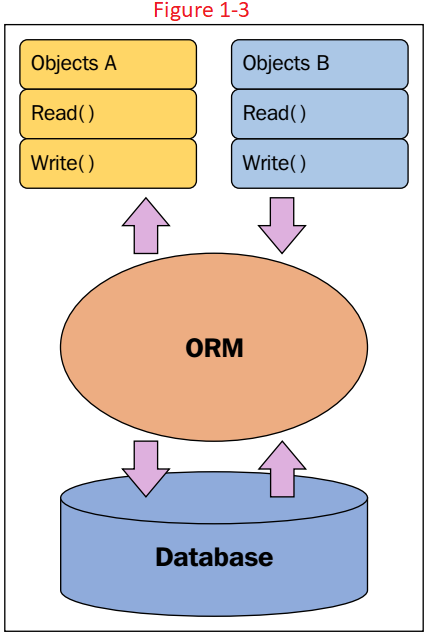 Figure 1-3
Objects A
Read( )
Write( )
Objects B
Read( )
Write( )
ORM
Database